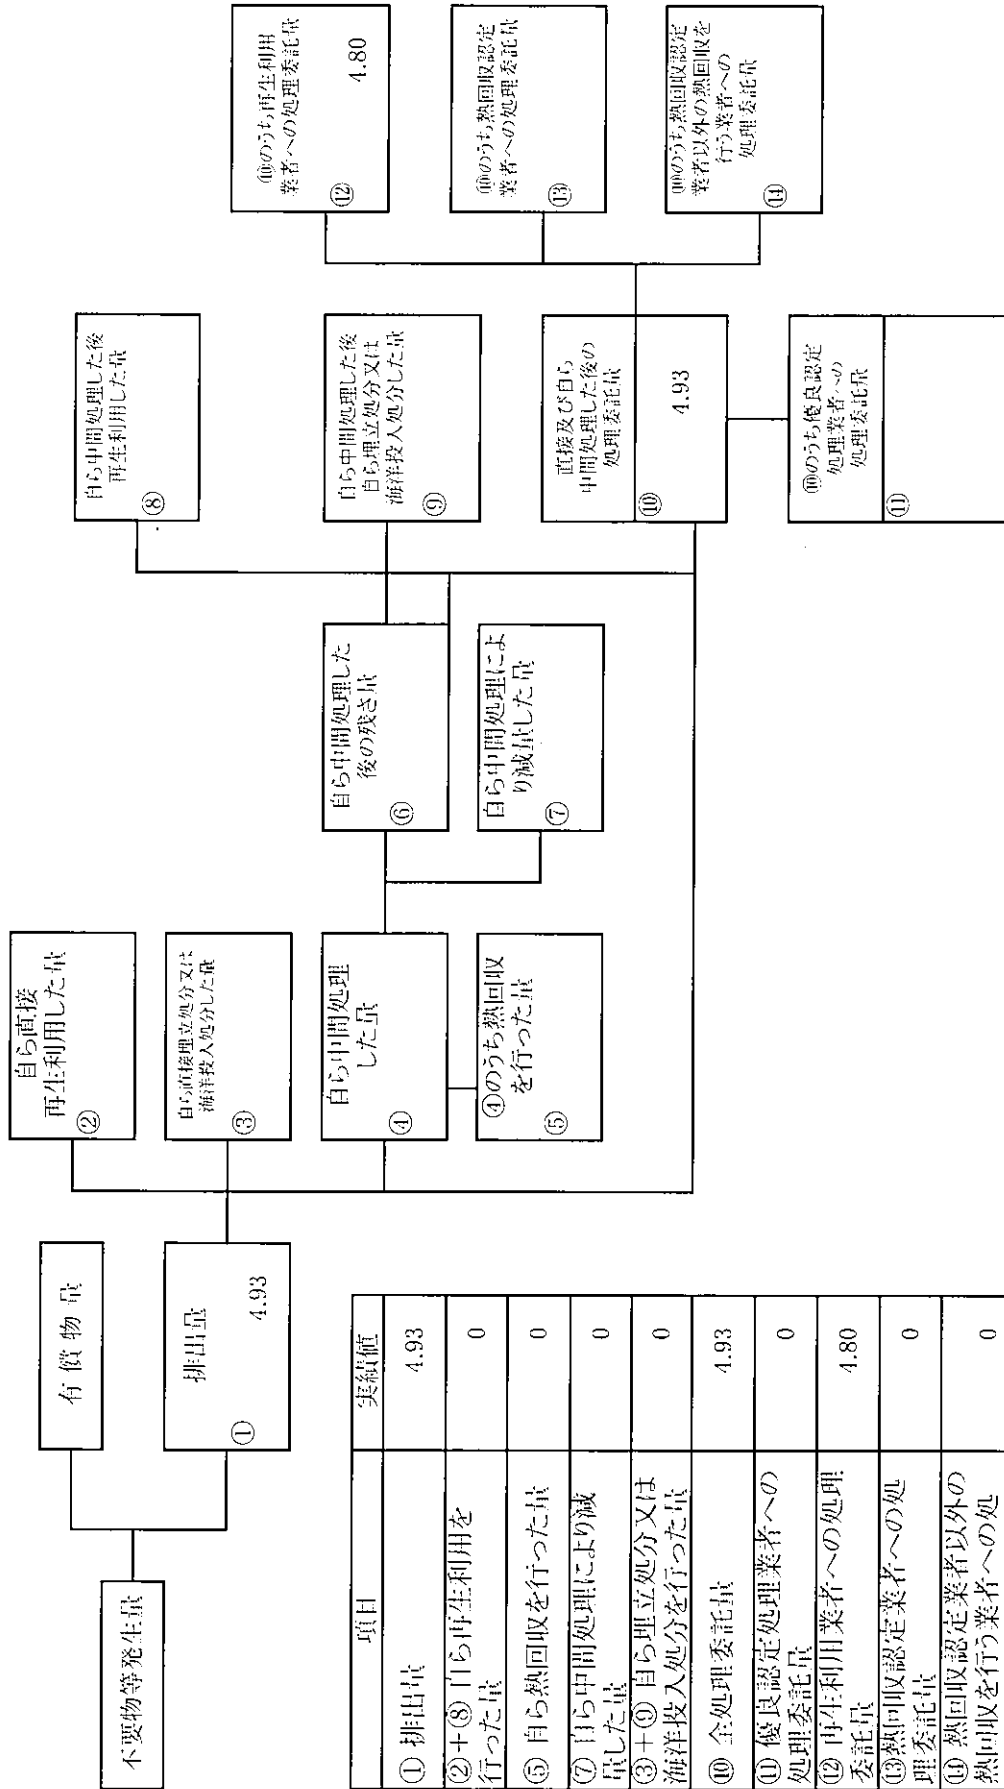 不要物等発生量
有償物量
排出量
①
4.93
自ら直接
再生利用した量
②
自ら直接埋立処分又は
海洋投入処分した量
③
自ら中間処理
した量
④
④のうち熱回収
を行った量
⑤
自ら中間処理した
後の残さ量
⑥
自ら中間処理によ
り減量した量
⑦
自ら中間処理した後
再生利用した量
⑧
自ら中間処理した後
自ら埋立処分又は
海洋投入処分した量
⑨
直接及び自ら
中間処理した後の
処理委託量
⑩
4.93
⑩のうち優良認定
処理業者への
処理委託量
⑪
⑩のうち再生利用
業者への処理委託量
⑫
4.80
⑩のうち熱回収認定
業者への処理委託量
⑬
⑩のうち熱回収認定
業者以外の熱回収を
行う業者への
処理委託量
⑭
項目 実績値
① 排出量 4.93
②+⑧ 自ら再生利用を
行った量 0
⑤ 自ら熱回収を行った量 0
⑦ 自ら中間処理により減
量した量 0
③+⑨ 自ら埋立処分又は
海洋投入処分を行った量 0
⑩ 全処理委託量 4.93
⑪ 優良認定処理業者への
処理委託量 0
⑫ 再生利用業者への処理
委託量 4.80
⑬熱回収認定業者への処
理委託量 0
⑭ 熱回収認定業者以外の
熱回収を行う業者への処 0